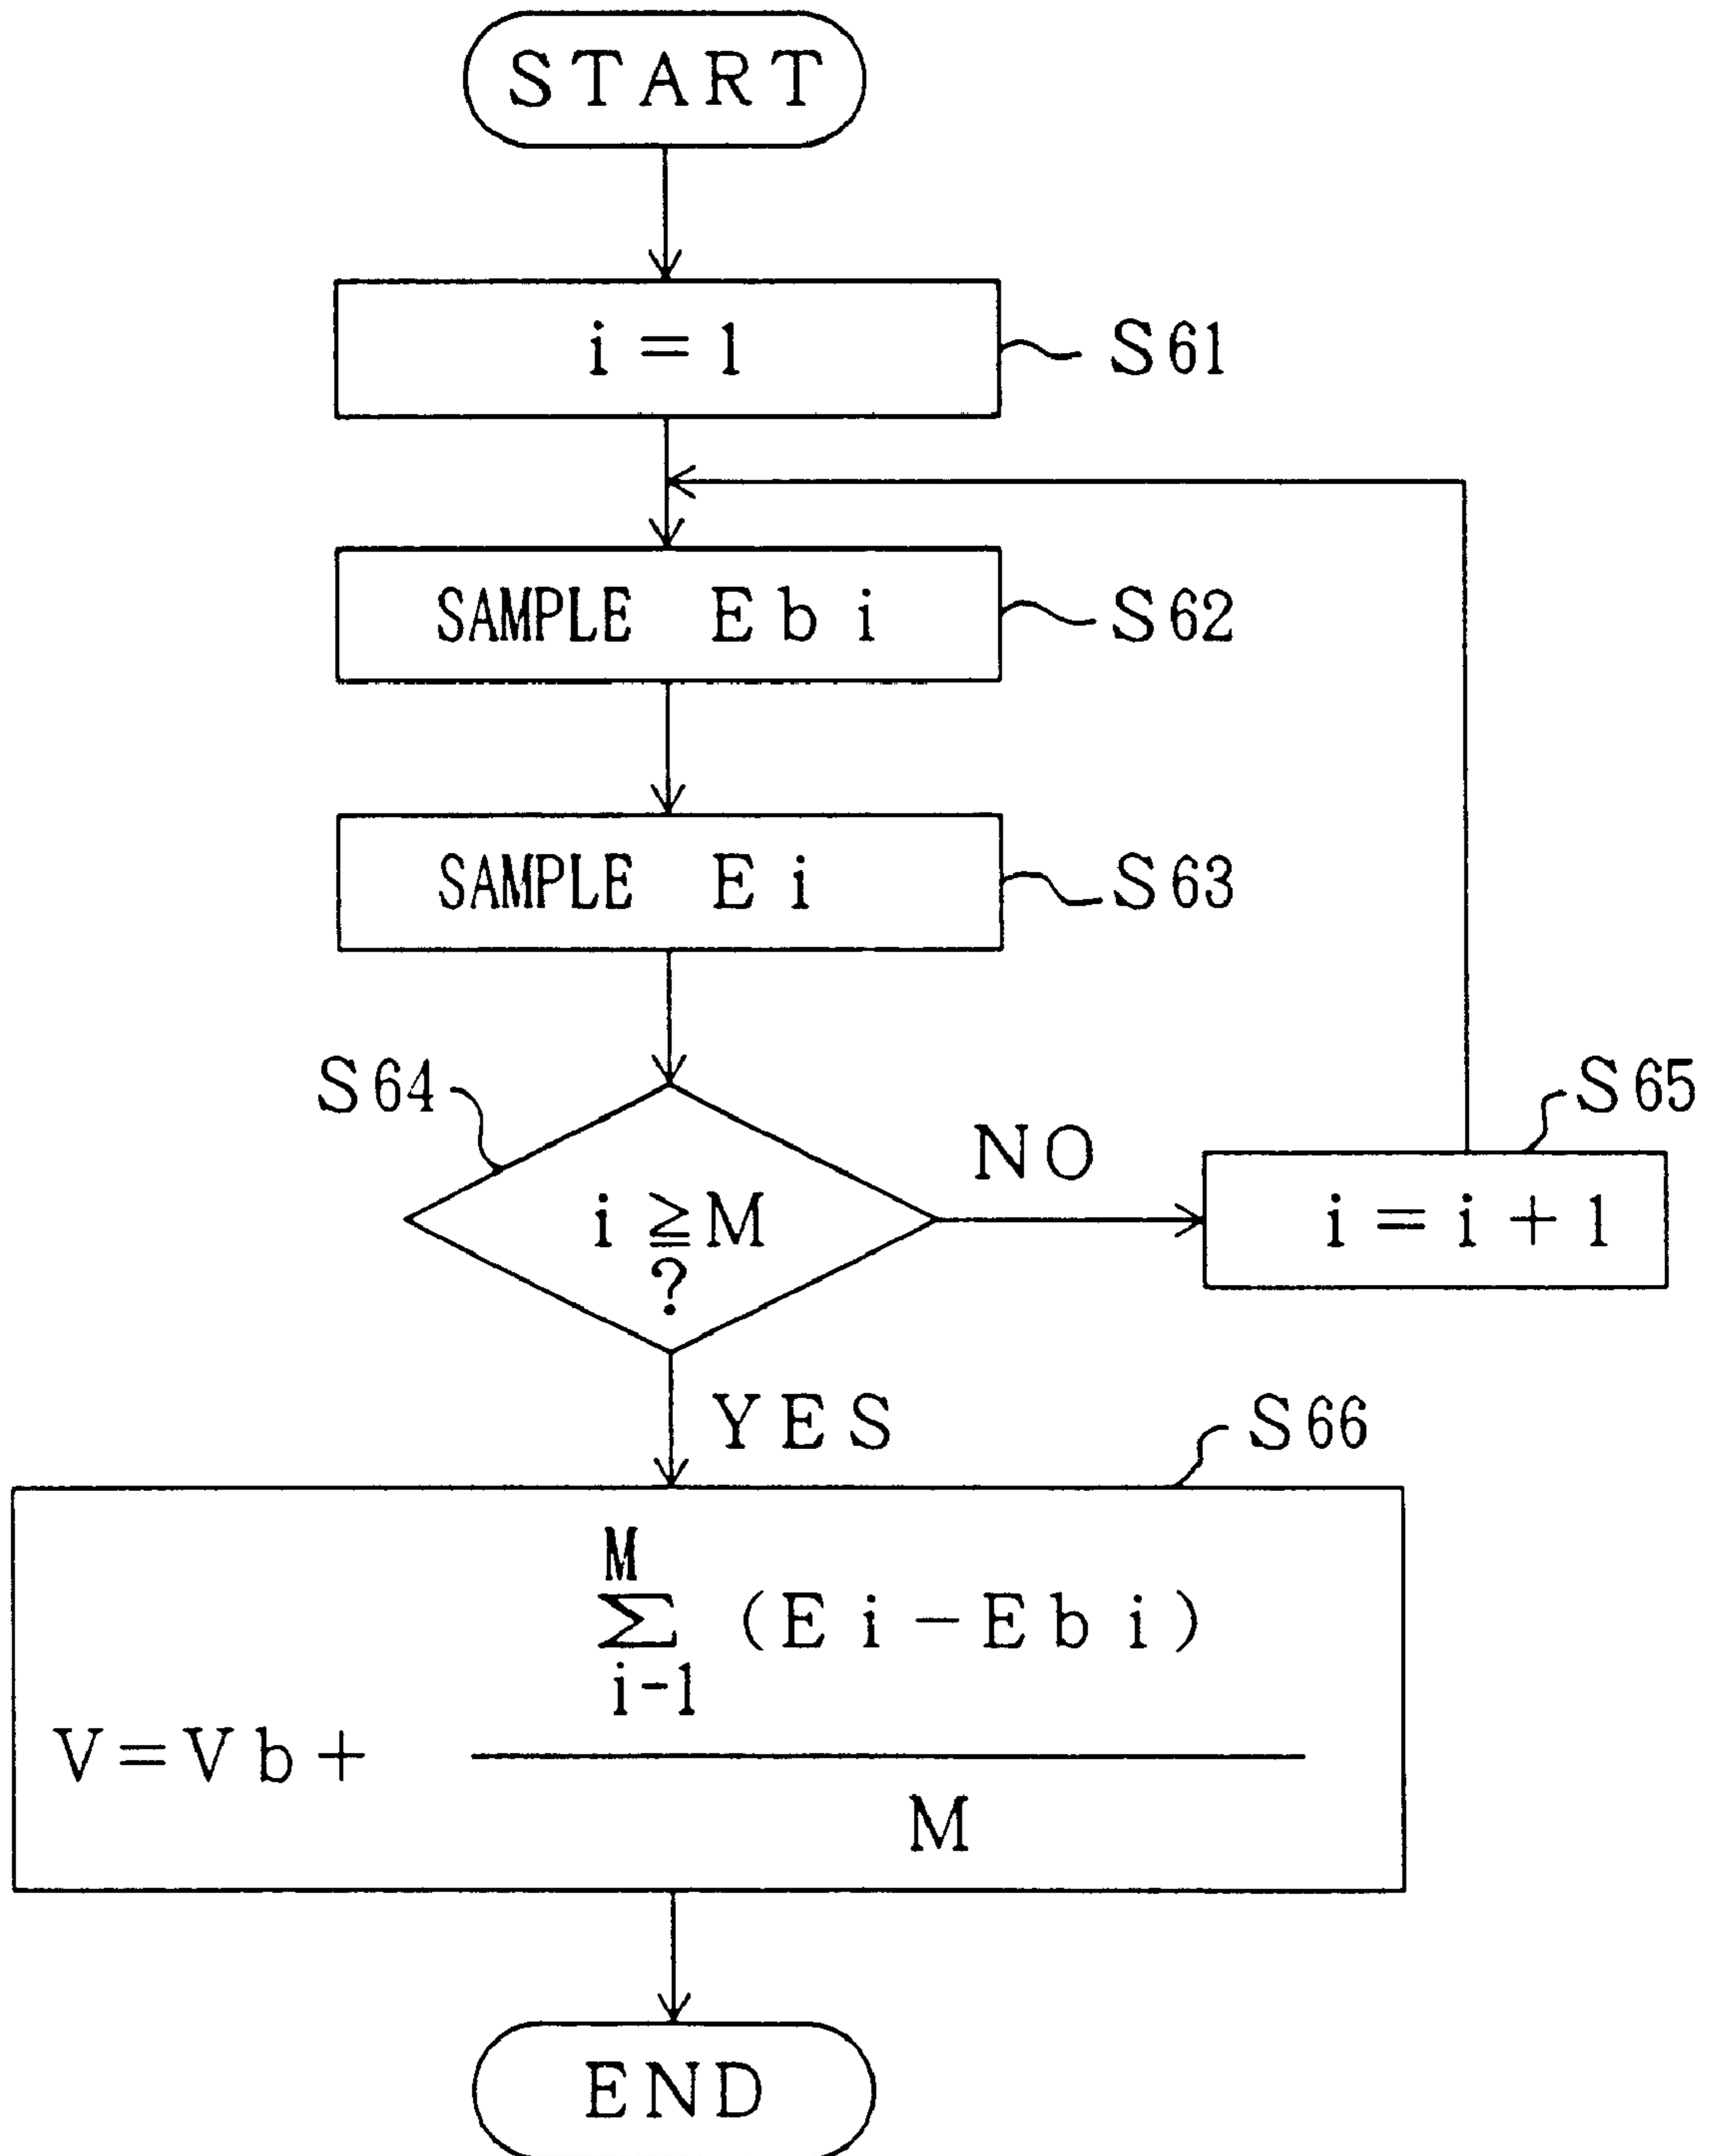 START
i=1
S61
SAMPLE Ebi
S62
SAMPLE Ei
S63
S64
i≧M
?
NO
S65
i=i+1
YES
S66
M
∑ (Ei-Ebi)
i-1
V=Vb+
M
END